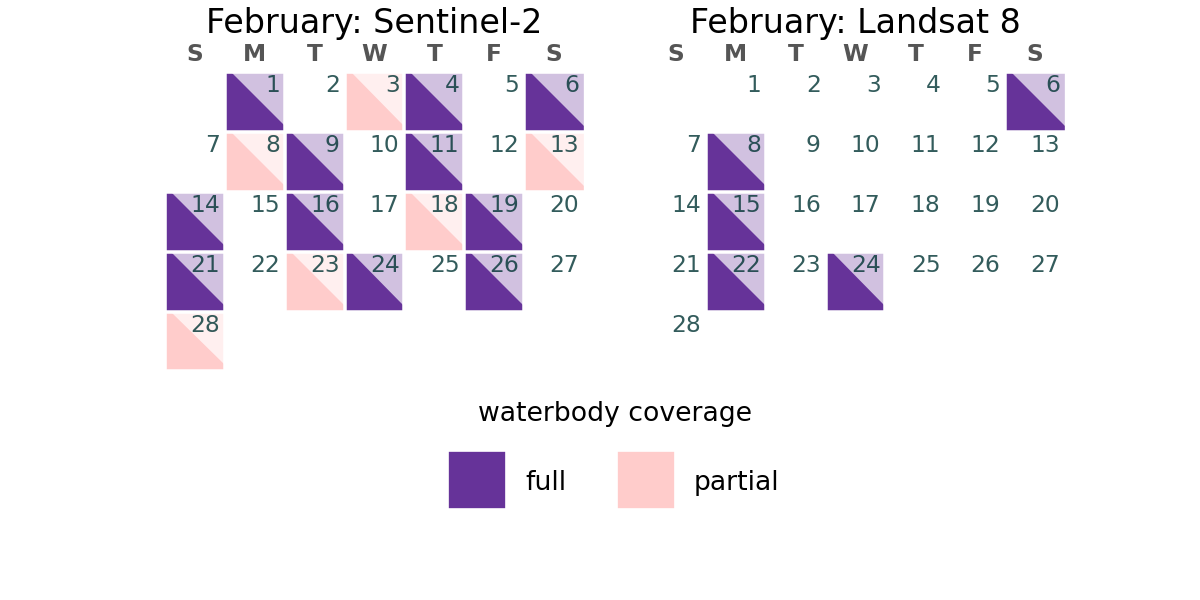 February: Sentinel-2
S M T W T F S
1 2 3 4 5 6
7 8 9 10 11 12 13
14 15 16 17 18 19 20
21 22 23 24 25 26 27
28
February: Landsat 8
S M T W T F S
1 2 3 4 5 6
7 8 9 10 11 12 13
14 15 16 17 18 19 20
21 22 23 24 25 26 27
28
waterbody coverage
full
partial